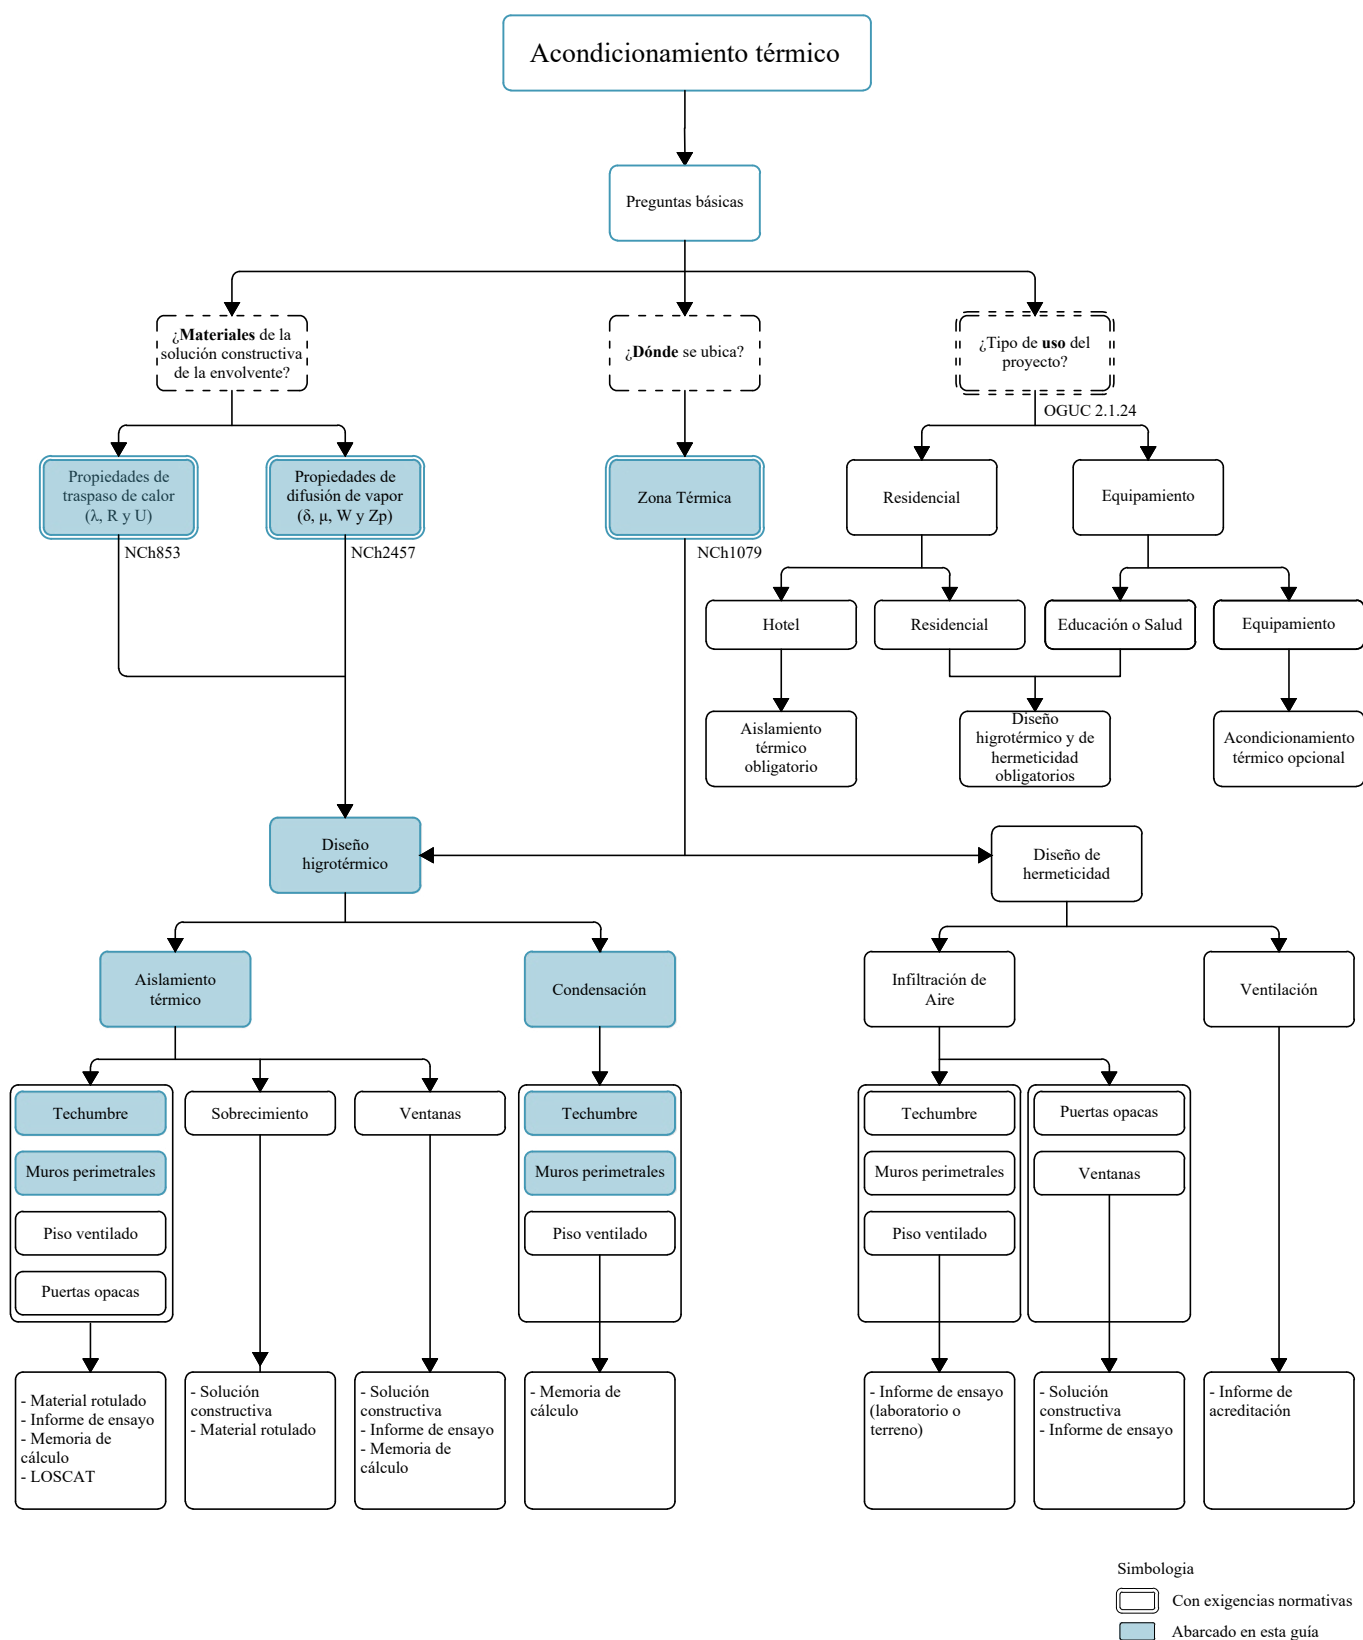 Acondicionamiento térmico
Preguntas básicas
¿Materiales de la
solución constructiva
de la envolvente?
¿Dónde se ubica?
¿Tipo de uso del
proyecto?
OGUC 2.1.24
Propiedades de
traspaso de calor
(λ, R y U)
NCh853
Propiedades de
difusión de vapor
(δ, μ, W y Zp)
NCh2457
Zona Térmica
NCh1079
Residencial
Equipamiento
Hotel
Residencial
Educación o Salud
Equipamiento
Aislamiento
térmico
obligatorio
Diseño
higrotérmico y de
hermeticidad
obligatorios
Acondicionamiento
térmico opcional
Diseño
higrotérmico
Diseño de
hermeticidad
Aislamiento
térmico
Condensación
Infiltración de
Aire
Ventilación
Techumbre
Muros perimetrales
Piso ventilado
Puertas opacas
Sobrecimiento
Ventanas
Techumbre
Muros perimetrales
Piso ventilado
Techumbre
Muros perimetrales
Piso ventilado
Puertas opacas
Ventanas
- Material rotulado
- Informe de ensayo
- Memoria de
cálculo
- LOSCAT
- Solución
constructiva
- Material rotulado
- Solución
constructiva
- Informe de ensayo
- Memoria de
cálculo
- Memoria de
cálculo
- Informe de ensayo
(laboratorio o
terreno)
- Solución
constructiva
- Informe de ensayo
- Informe de
acreditación
Simbologia
Con exigencias normativas
Abarcado en esta guía